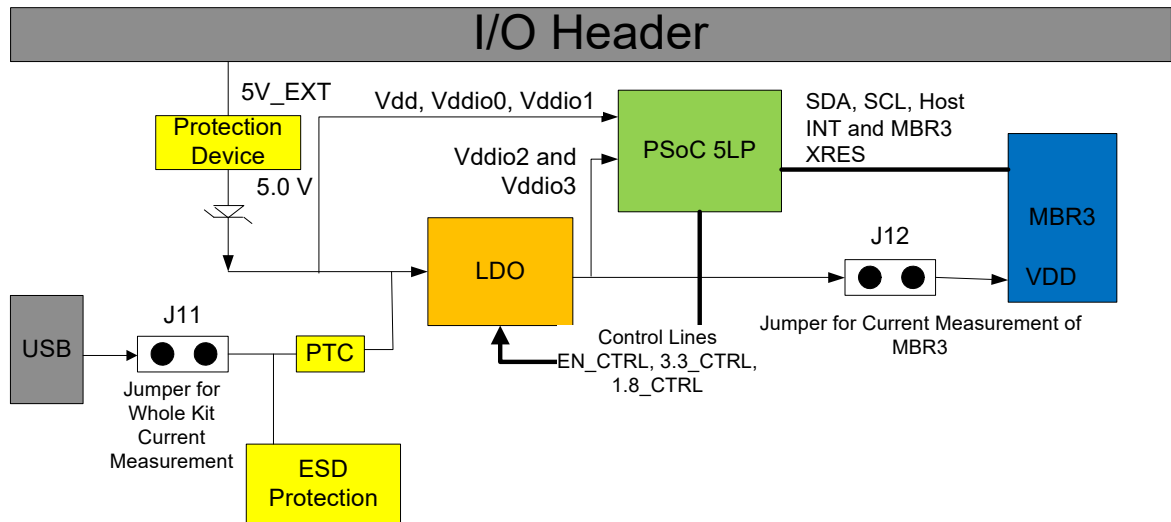 I/O Header
5V_EXT
Protection
Device
5.0 V
Vdd, Vddio0, Vddio1
Vddio2 and
Vddio3
PSoC 5LP
SDA, SCL, Host
INT and MBR3
XRES
MBR3
VDD
J12
Jumper for Current Measurement of
MBR3
LDO
Control Lines
EN_CTRL, 3.3_CTRL,
1.8_CTRL
USB
J11
Jumper for
Whole Kit
Current
Measurement
PTC
ESD
Protection